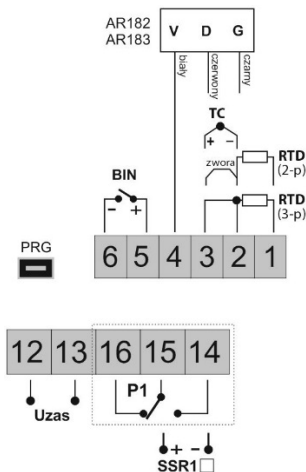 AR182
AR183
V D G
biały
czerwony
czarny
TC
+ −
zwora
RTD
(2-p)
BIN
− +
RTD
(3-p)
PRG
6 5 4 3 2 1
12 13 16 15 14
P1
Uzas
+ −
SSR1